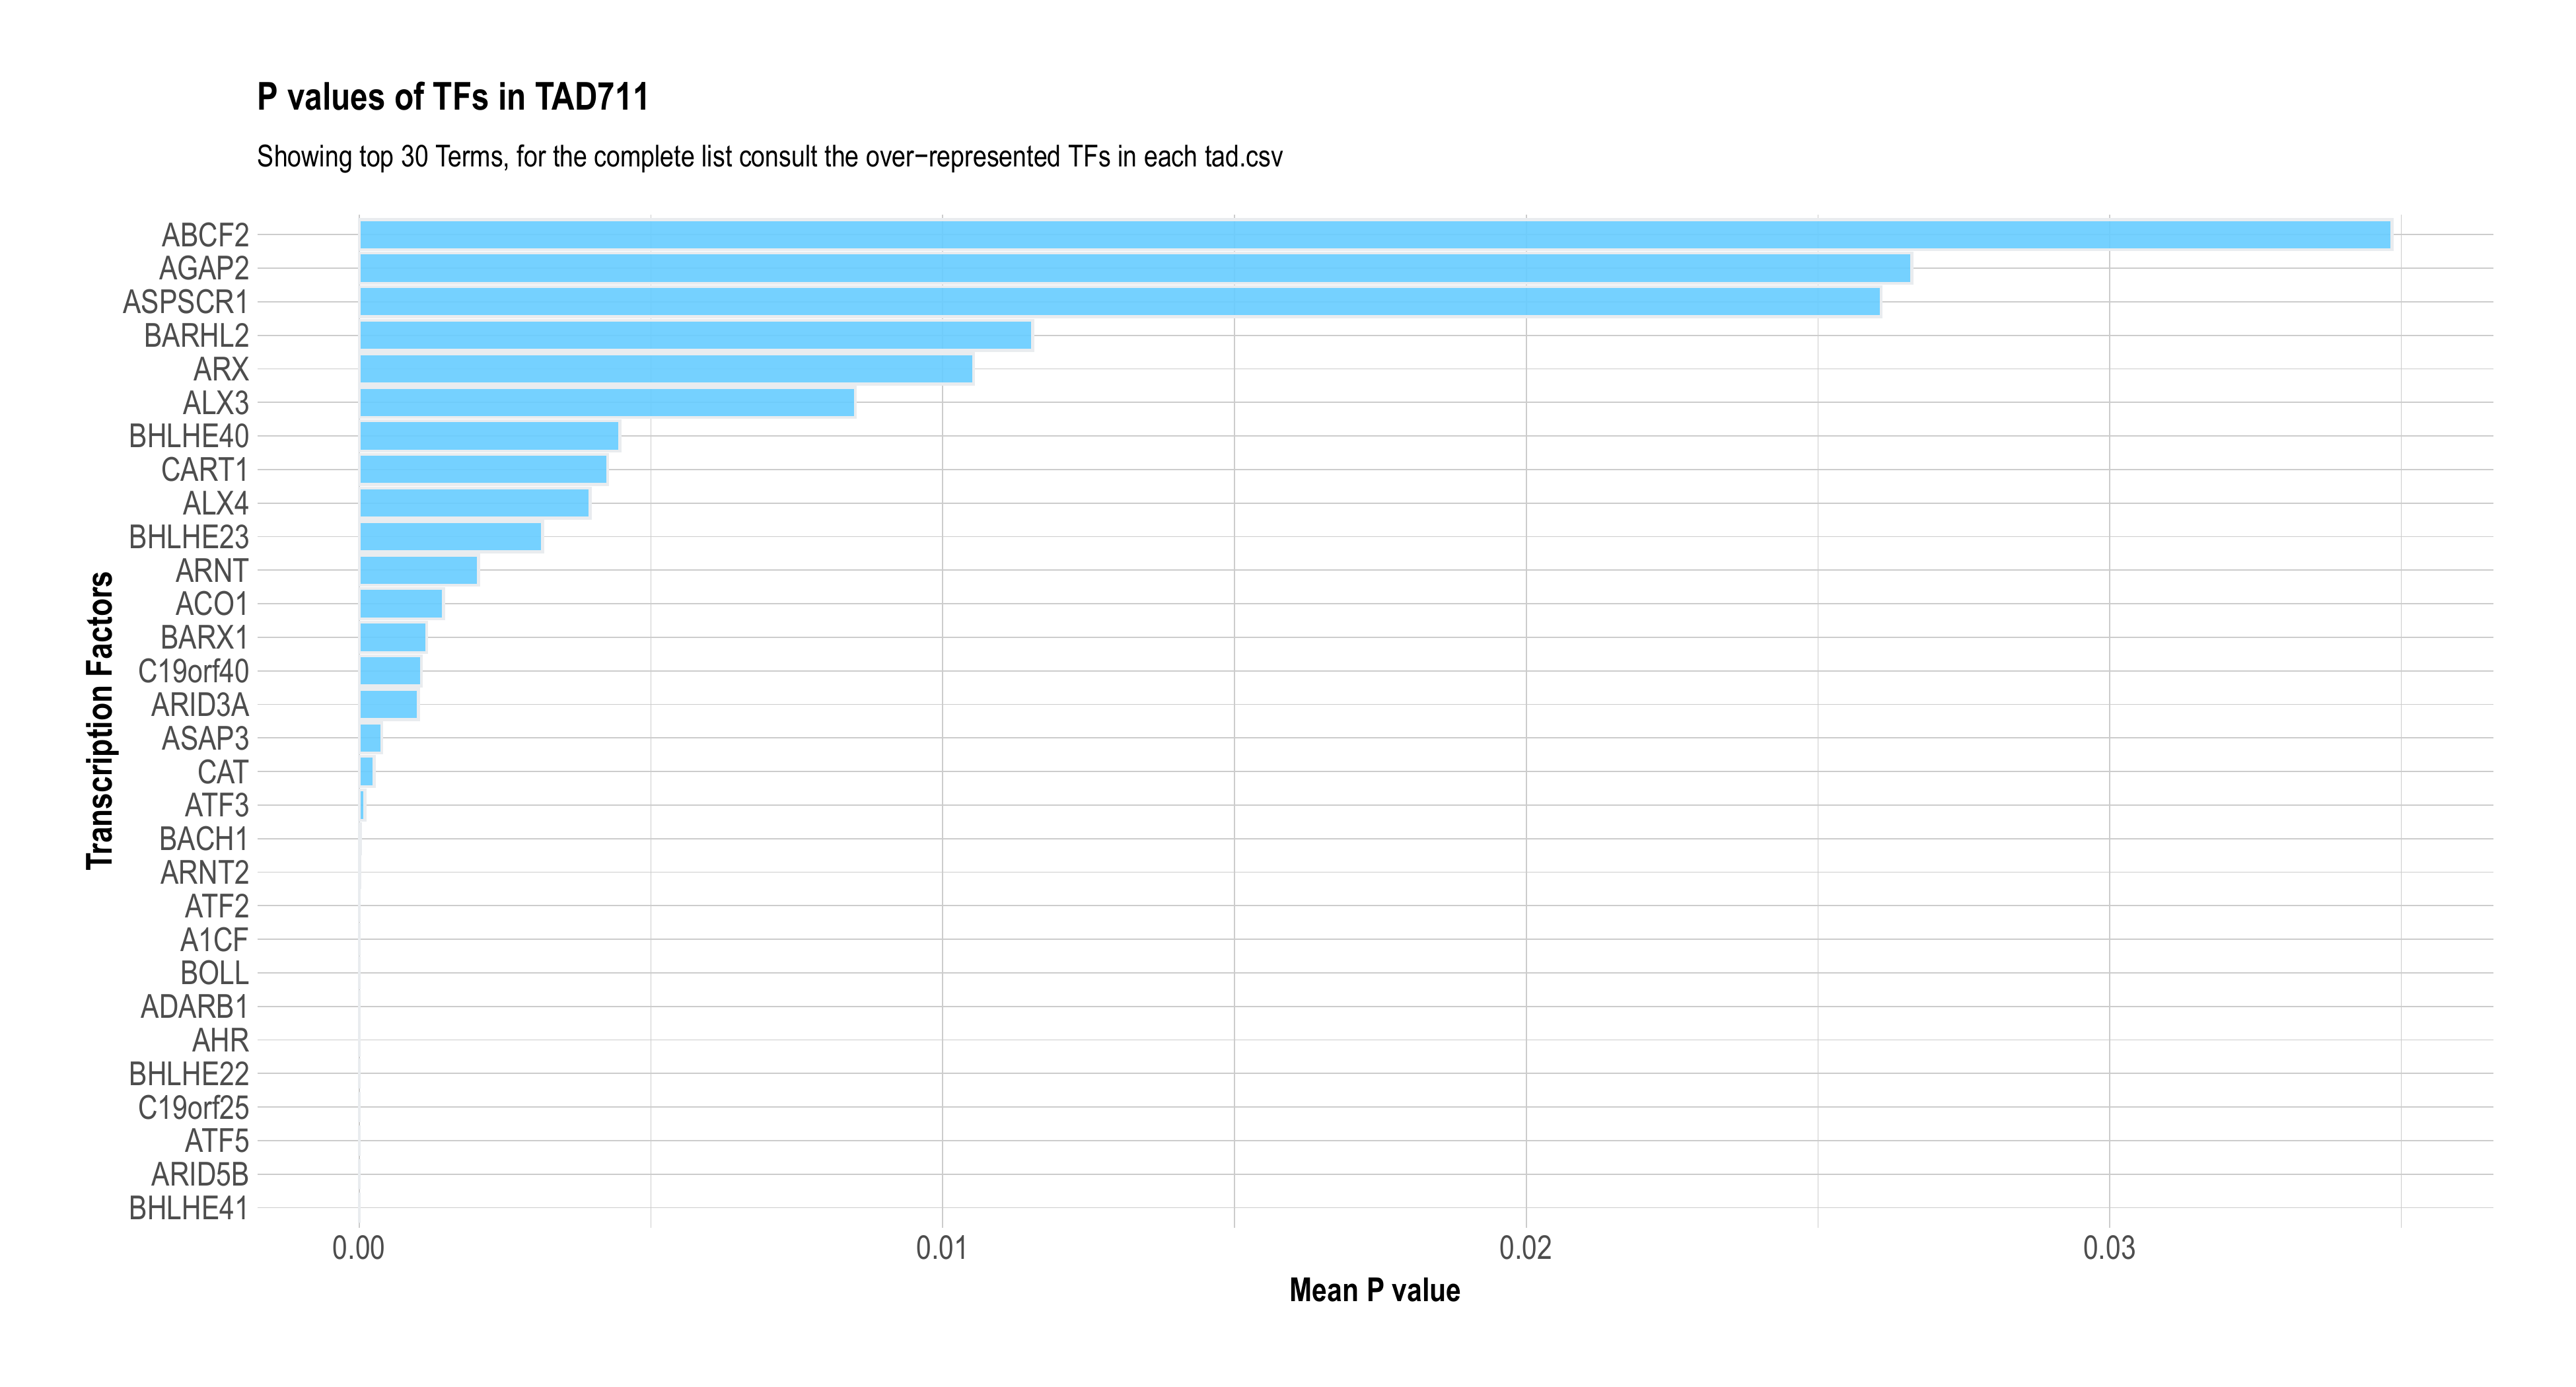 P values of TFs in TAD711
Showing top 30 Terms, for the complete list consult the over−represented TFs in each tad.csv
Transcription Factors
ABCF2
AGAP2
ASPSCR1
BARHL2
ARX
ALX3
BHLHE40
CART1
ALX4
BHLHE23
ARNT
ACO1
BARX1
C19orf40
ARID3A
ASAP3
CAT
ATF3
BACH1
ARNT2
ATF2
A1CF
BOLL
ADARB1
AHR
BHLHE22
C19orf25
ATF5
ARID5B
BHLHE41
0.00 0.01 0.02 0.03
Mean P value